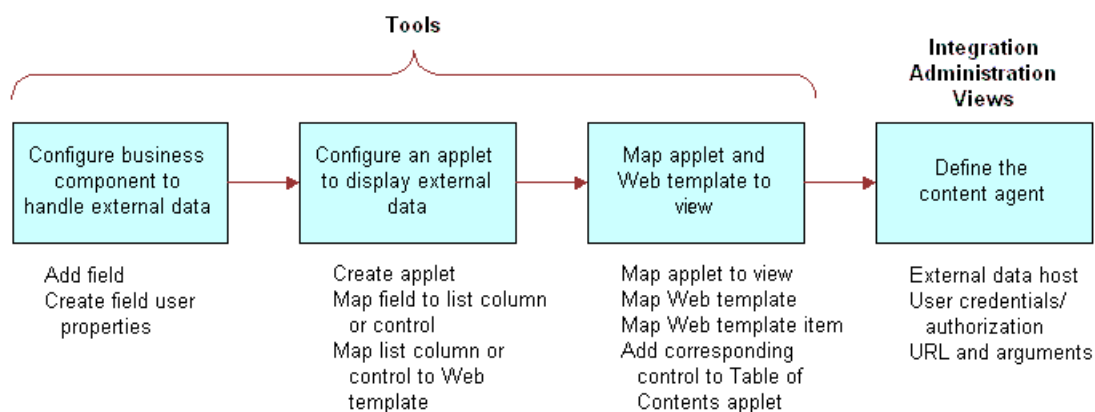 Tools
Integration
Administration
Views
Configure business
component to
handle external data
Configure an applet
to display external
data
Map applet and
Web template to
view
Define the
content agent
Add field
Create field user
properties
Create applet
Map field to list column
or control
Map list column or
control to Web
template
Map applet to view
Map Web template
Map Web template item
Add corresponding
control to Table of
Contents applet
External data host
User credentials/
authorization
URL and arguments